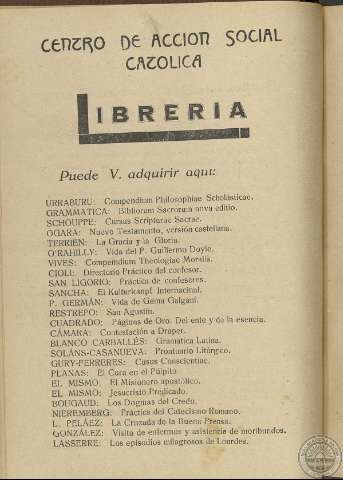 CENTRO DE ACCION SOCIAL
CATOLICA
LIBRERIA
Puede V. adquirir aquí:
URRABURU: Compendium Philosophiae Scholasticae.
GRAMMATICA: Bibliorum Sacrorum nova editio.
SCHOUPPE: Cursus Scripturae Sacrae.
OGARA: Nuevo Testamento, versión castellana.
TERRIEN: La Gracia y la Gloria.
O'RAHILLY: Vida del P. Guillermo Doyle.
VIVES: Compendium Theologiae Moralis.
CIOLI: Directorio Práctico del confesor.
SAN LIGORIO: Práctica de confesores.
SANCHA: El Kulturkampf Internacinal.
P. GERMÁN: Vida de Gema Galgani.
RESTREPO: San Agustín.
CUADRADO: Páginas de Oro. Del ente y de la esencia.
CÁMARA: Contestación a Draper.
BLANCO CARBALLÉS: Gramatica Latina.
SOLÁNS-CASANUEVA: Prontuario Litúrgco.
GURY-FERRERES: Casus Conscientiae.
PLANAS: El Cura en el Púlpito
EL MISMO: El Misionero apostólico.
EL MISMO: Jesucristo Predicado.
BOUGAUD: Los Dogmas del Credo.
NIEREMBERG: Práctica del Catecismo Romano.
L. PELÁEZ: La Cruzada de la Buena Prensa.
GONZÁLEZ: Visita de enfermos y asistencia de moribundos.
LASSERRE: Los episodios milagrosos de Lourdes.